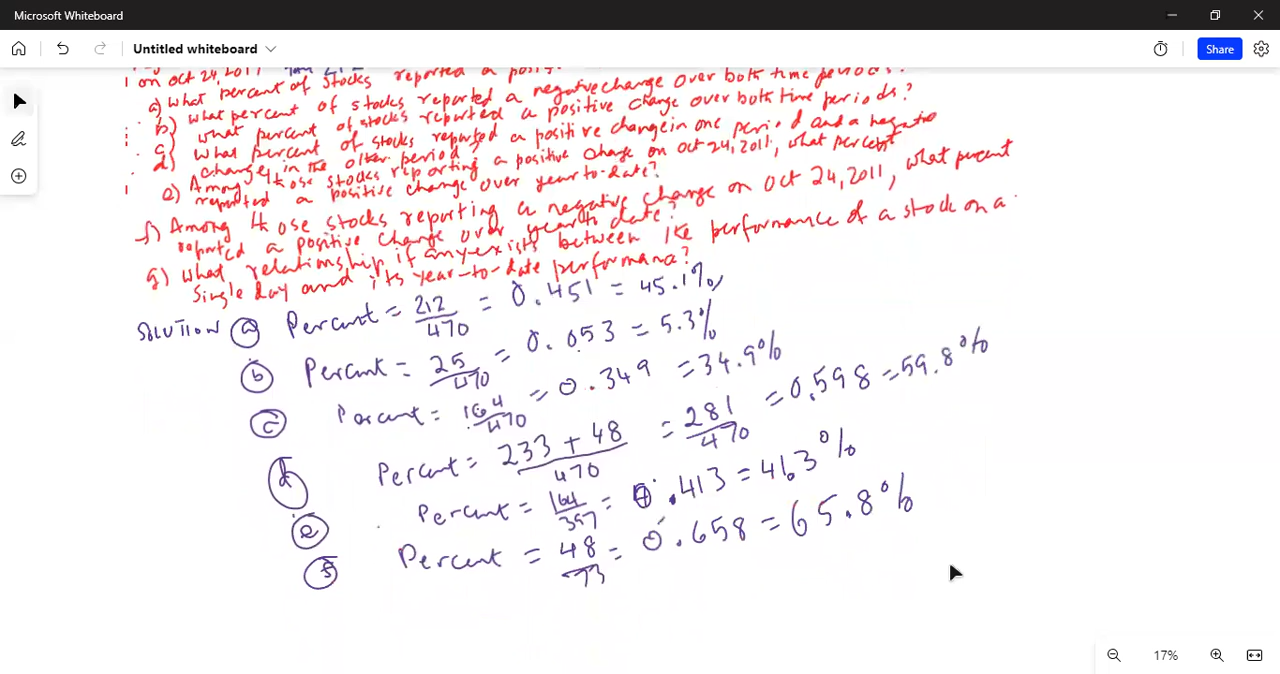 Microsoft Whiteboard
Untitled whiteboard
Share
on oct 24, 2011
a) What percent of stocks reported a posit
b) what percent of stocks reported a negative change over both time periods?
c) what percent of stocks reported a positive change over both time periods?
d) What percent of stocks reported a positive change in one period and a negative
change in the other period?
e) Among those stocks reporting a positive change on oct 24, 2011, what percent
reported a positive change over year to-date?
f) Among those stocks reporting a negative change on oct 24, 2011, what percent
reported a positive change over year to date?
g) What relationship if any exists between the performance of a stock on a
Single day and its year-to-date performance?
SOLUTION (a) Percent = 212/470 = 0.451 = 45.1%
(b) Percent = 25/470 = 0.053 = 5.3%
(c) Percent = 164/470 = 0.349 = 34.9%
(d) Percent = 233 + 48/470 = 281/470 = 0.598 = 59.8%
(e) Percent = 164/397 = 0.413 = 41.3%
(f) Percent = 48/73 = 0.658 = 65.8%
17%